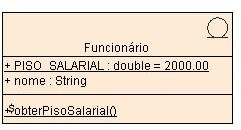 Funcionário
+ PISO_SALARIAL : double = 2000.00
+ nome : String
+$obterPisoSalarial()